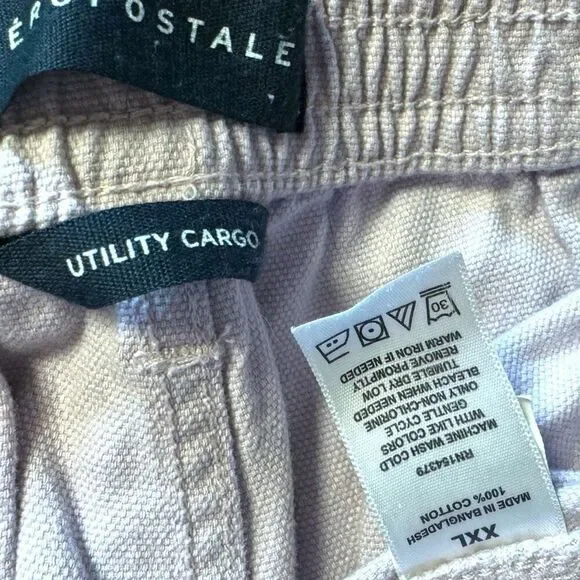 ÉROPOSTALE
UTILITY CARGO
XXL
100% COTTON
MADE IN BANGLADESH
RN154379
MACHINE WASH COLD
WITH LIKE COLORS
GENTLE CYCLE
ONLY NON-CHLORINE
BLEACH WHEN NEEDED
TUMBLE DRY LOW
REMOVE PROMPTLY
WARM IRON IF NEEDED
30